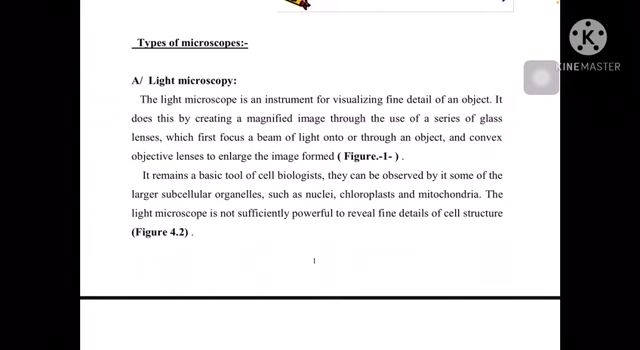 KINEMASTER
Types of microscopes:-
A/ Light microscopy:
The light microscope is an instrument for visualizing fine detail of an object. It
does this by creating a magnified image through the use of a series of glass
lenses, which first focus a beam of light onto or through an object, and convex
objective lenses to enlarge the image formed ( Figure.-1- ) .
It remains a basic tool of cell biologists, they can be observed by it some of the
larger subcellular organelles, such as nuclei, chloroplasts and mitochondria. The
light microscope is not sufficiently powerful to reveal fine details of cell structure
(Figure 4.2) .
1